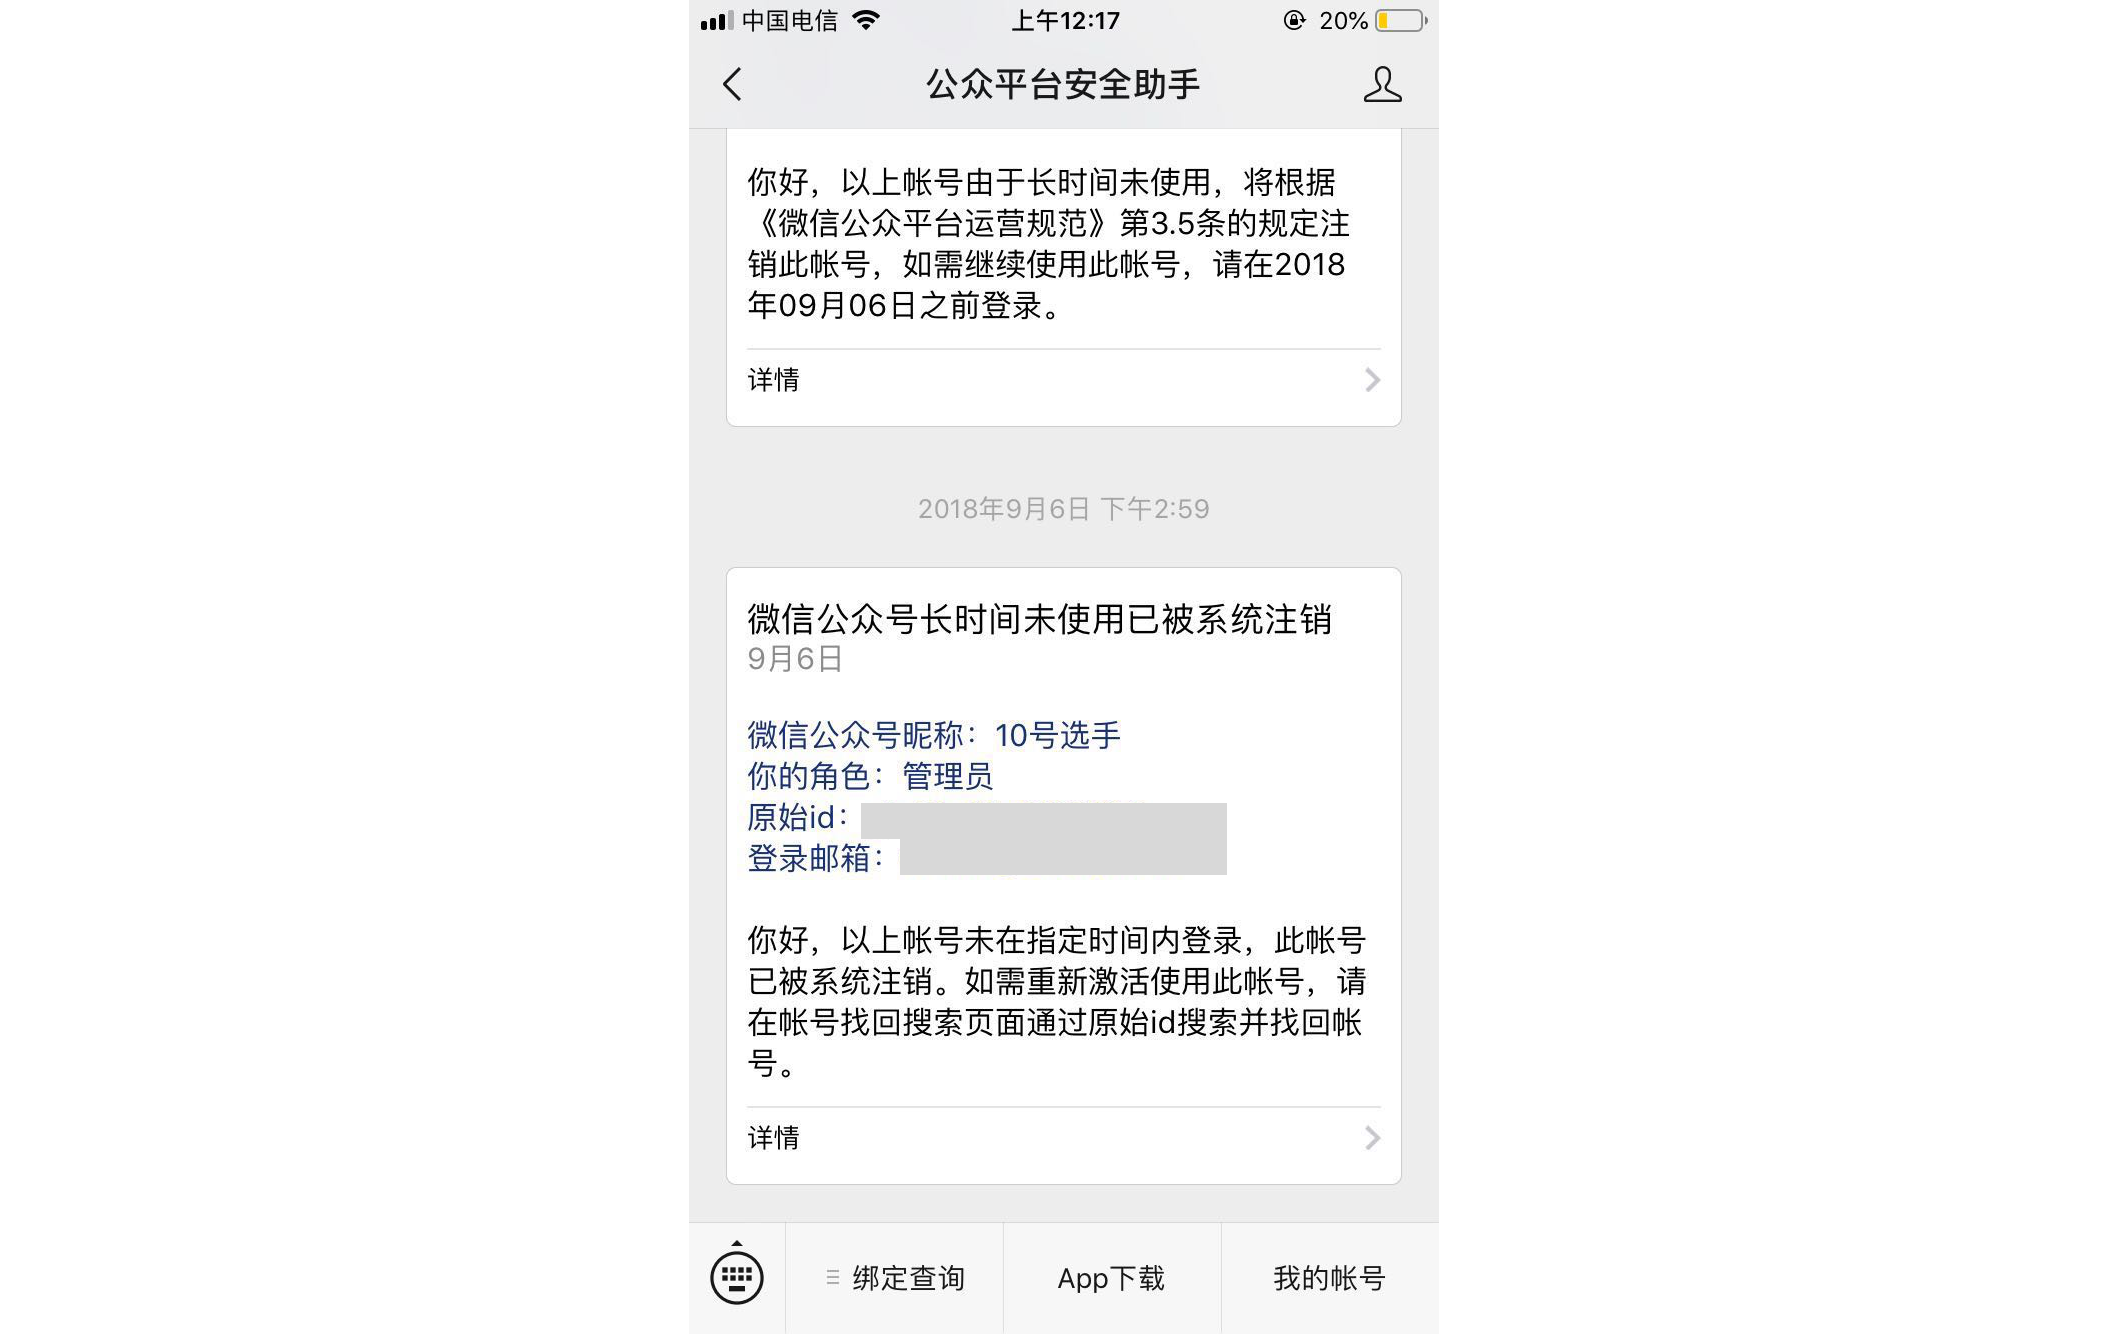 中国电信
上午12:17
20%
公众平台安全助手
你好，以上帐号由于长时间未使用，将根据
《微信公众平台运营规范》第3.5条的规定注
销此帐号，如需继续使用此帐号，请在2018
年09月06日之前登录。
详情
2018年9月6日 下午2:59
微信公众号长时间未使用已被系统注销
9月6日
微信公众号昵称：10号选手
你的角色：管理员
原始id：
登录邮箱：
你好，以上帐号未在指定时间内登录，此帐号
已被系统注销。如需重新激活使用此帐号，请
在帐号找回搜索页面通过原始id搜索并找回帐
号。
详情
绑定查询
App下载
我的帐号